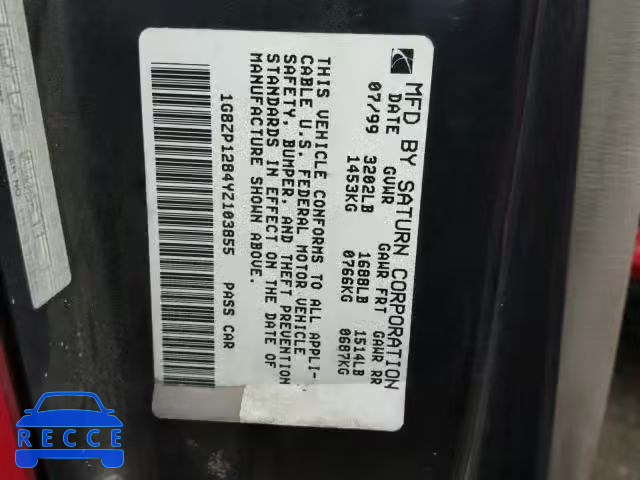 MFD BY SATURN CORPORATION
DATE GVWR GAWR FRT GAWR RR
07/99 3202LB 1688LB 1514LB
1453KG 0766KG 0687KG
THIS VEHICLE CONFORMS TO ALL APPLI-
CABLE U.S. FEDERAL MOTOR VEHICLE
SAFETY, BUMPER, AND THEFT PREVENTION
STANDARDS IN EFFECT ON THE DATE OF
MANUFACTURE SHOWN ABOVE.
1G8ZP1284YZ103855 PASS CAR
RECCE